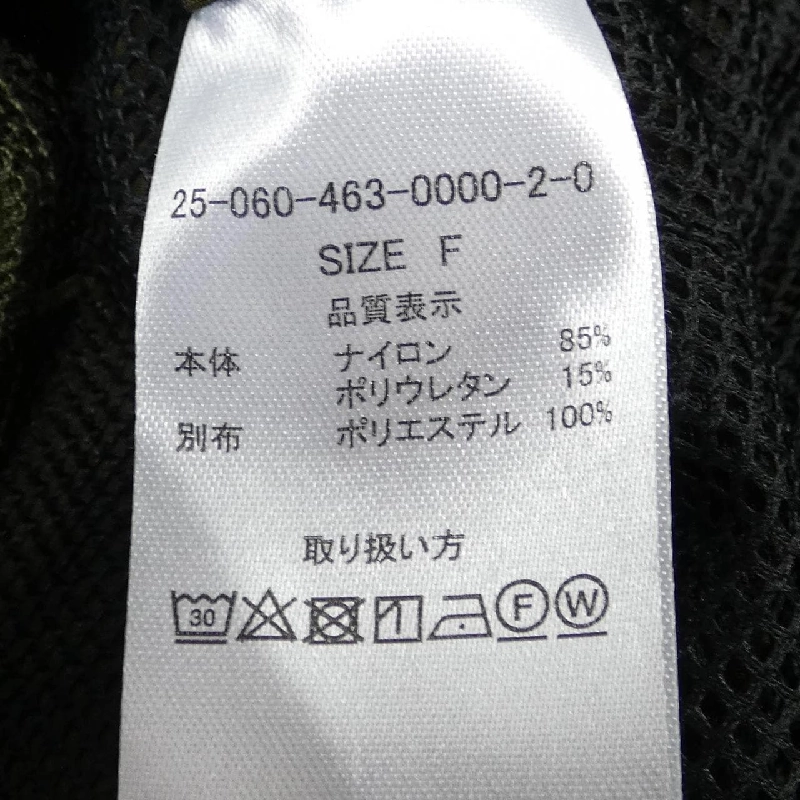 25-060-463-0000-2-0
SIZE F
品質表示
本体 ナイロン 85%
ポリウレタン 15%
別布 ポリエステル 100%
取り扱い方
30 F W